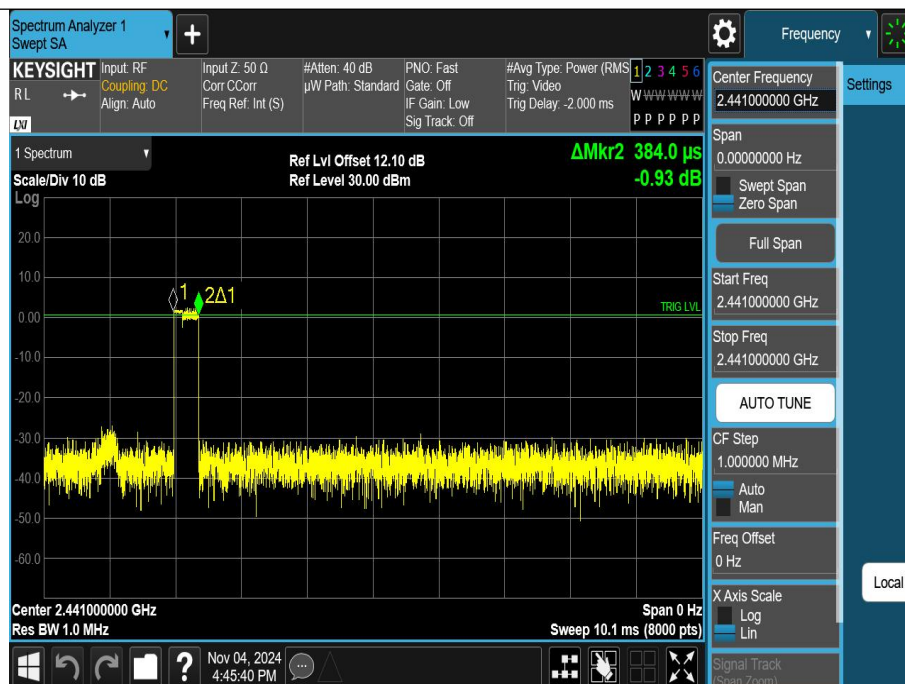 Spectrum Analyzer 1
Swept SA
+
Frequency
KEYSIGHT
RL
LXI
Input: RF
Coupling: DC
Align: Auto
Input Z: 50 Ω
Corr CCorr
Freq Ref: Int (S)
#Atten: 40 dB
µW Path: Standard
PNO: Fast
Gate: Off
IF Gain: Low
Sig Track: Off
#Avg Type: Power (RMS
Trig: Video
Trig Delay: -2.000 ms
1 2 3 4 5 6
W W W W W W
P P P P P P
1 Spectrum
Scale/Div 10 dB
Log
Ref Lvl Offset 12.10 dB
Ref Level 30.00 dBm
ΔMkr2 384.0 µs
-0.93 dB
20.0
10.0
0.00
-10.0
-20.0
-30.0
-40.0
-50.0
-60.0
1
2Δ1
TRIG LVL
Center 2.441000000 GHz
Res BW 1.0 MHz
Span 0 Hz
Sweep 10.1 ms (8000 pts)
?
Nov 04, 2024
4:45:40 PM
Center Frequency
2.441000000 GHz
Span
0.00000000 Hz
Swept Span
Zero Span
Full Span
Start Freq
2.441000000 GHz
Stop Freq
2.441000000 GHz
AUTO TUNE
CF Step
1.000000 MHz
Auto
Man
Freq Offset
0 Hz
X Axis Scale
Log
Lin
Signal Track
(Span Zoom)
Settings
Local